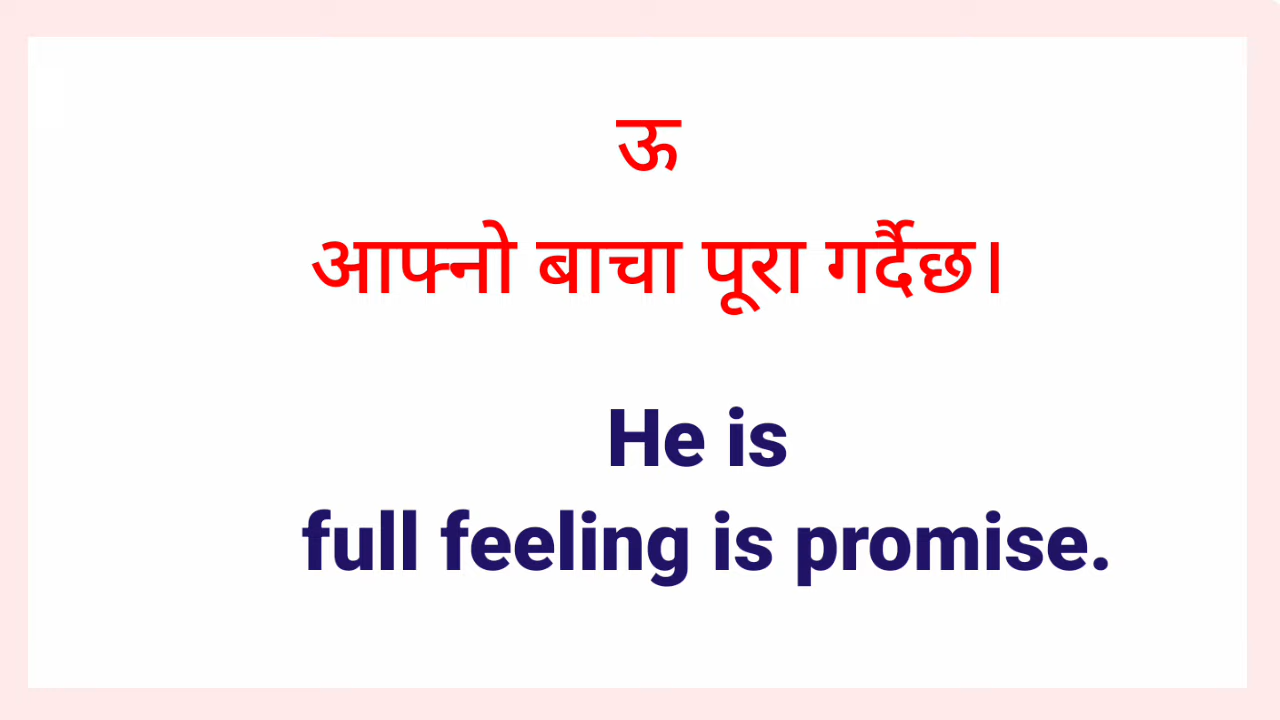 ऊ
आफ्नो बाचा पूरा गर्दैछ।
He is
full feeling is promise.